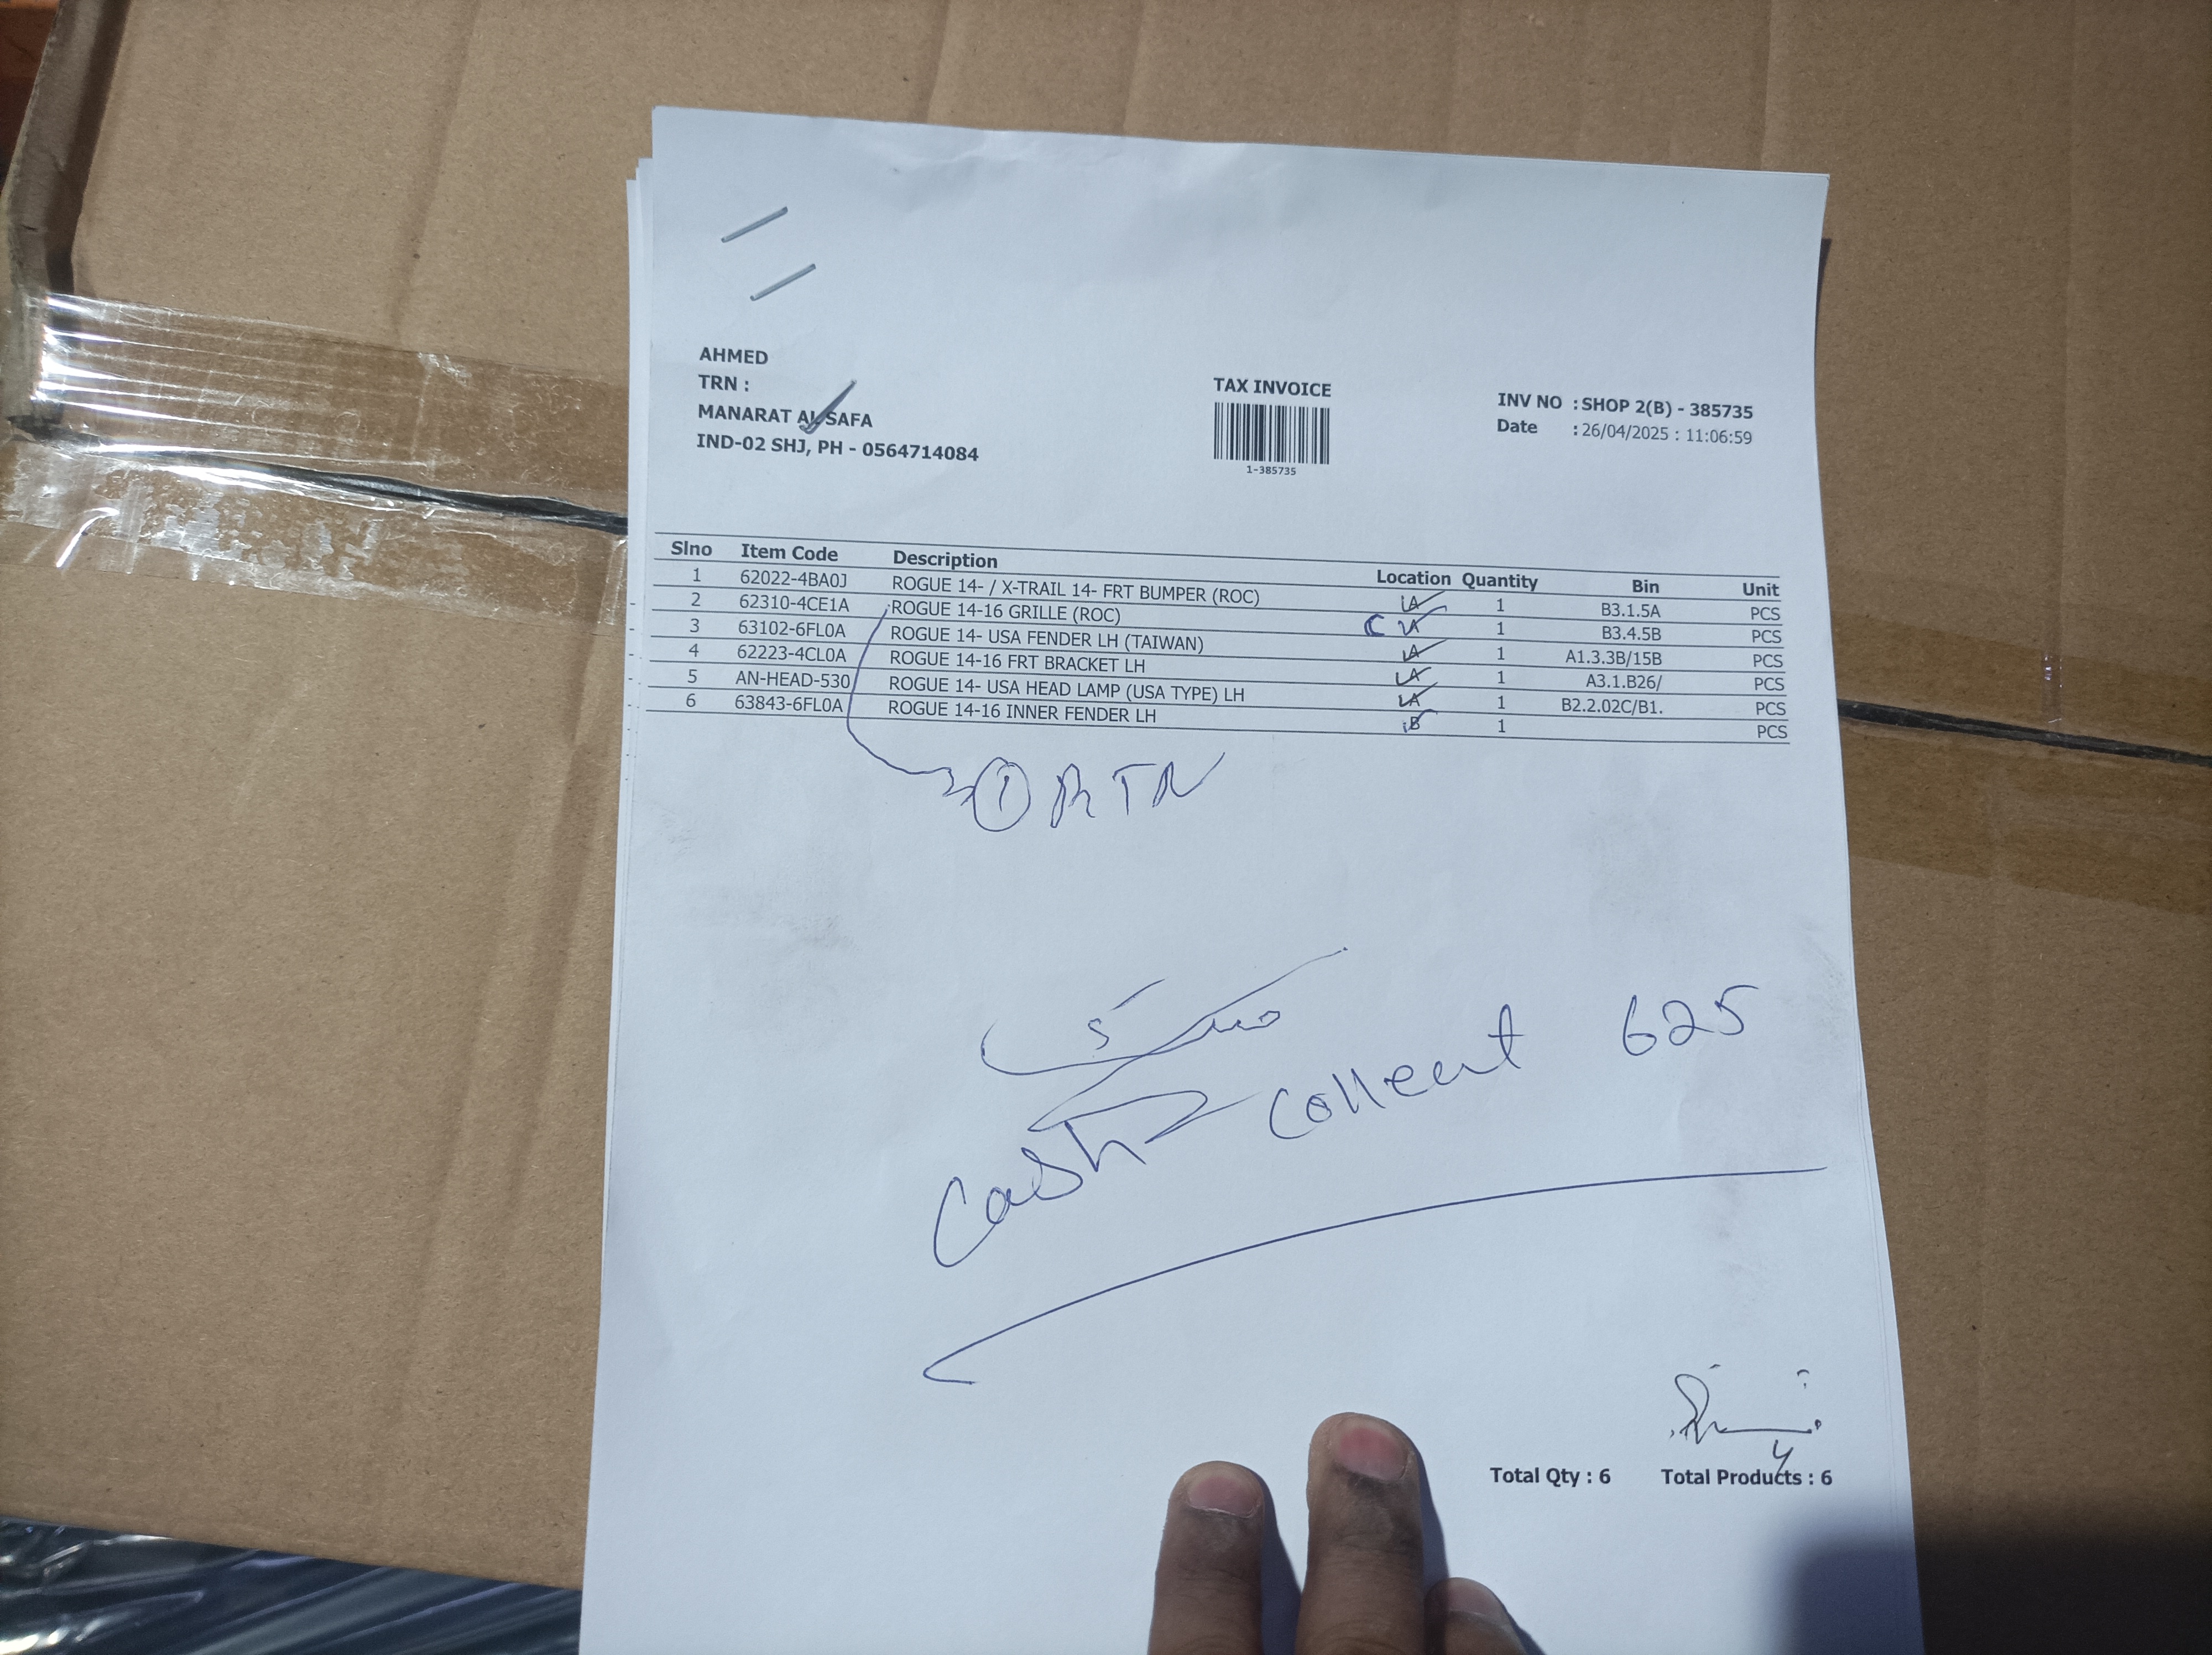 AHMED
TRN :
MANARAT AL SAFA
IND-02 SHJ, PH - 0564714084
TAX INVOICE
1-385735
INV NO : SHOP 2(B) - 385735
Date : 26/04/2025 : 11:06:59
Slno Item Code Description Location Quantity Bin Unit
1 62022-4BA0J ROGUE 14- / X-TRAIL 14- FRT BUMPER (ROC) 1 B3.1.5A PCS
2 62310-4CE1A ROGUE 14-16 GRILLE (ROC) C 1 B3.4.5B PCS
3 63102-6FL0A ROGUE 14- USA FENDER LH (TAIWAN) 1 A1.3.3B/15B PCS
4 62223-4CL0A ROGUE 14-16 FRT BRACKET LH 1 A3.1.B26/ PCS
5 AN-HEAD-530 ROGUE 14- USA HEAD LAMP (USA TYPE) LH 1 B2.2.02C/B1. PCS
6 63843-6FL0A ROGUE 14-16 INNER FENDER LH 1 PCS
1 RTN
Cash Colleent 625
Total Qty : 6 Total Products : 6